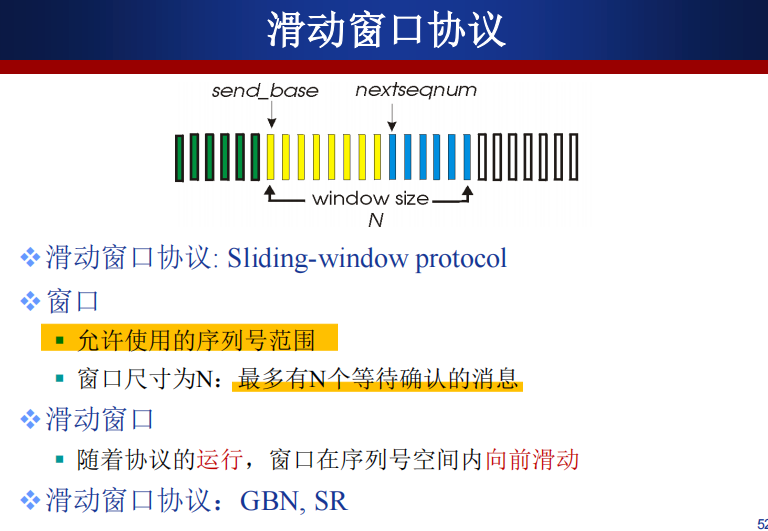 滑动窗口协议
send_base nextseqnum
window size
N
滑动窗口协议: Sliding-window protocol
窗口
允许使用的序列号范围
窗口尺寸为N：最多有N个等待确认的消息
滑动窗口
随着协议的运行，窗口在序列号空间内向前滑动
滑动窗口协议：GBN, SR
52